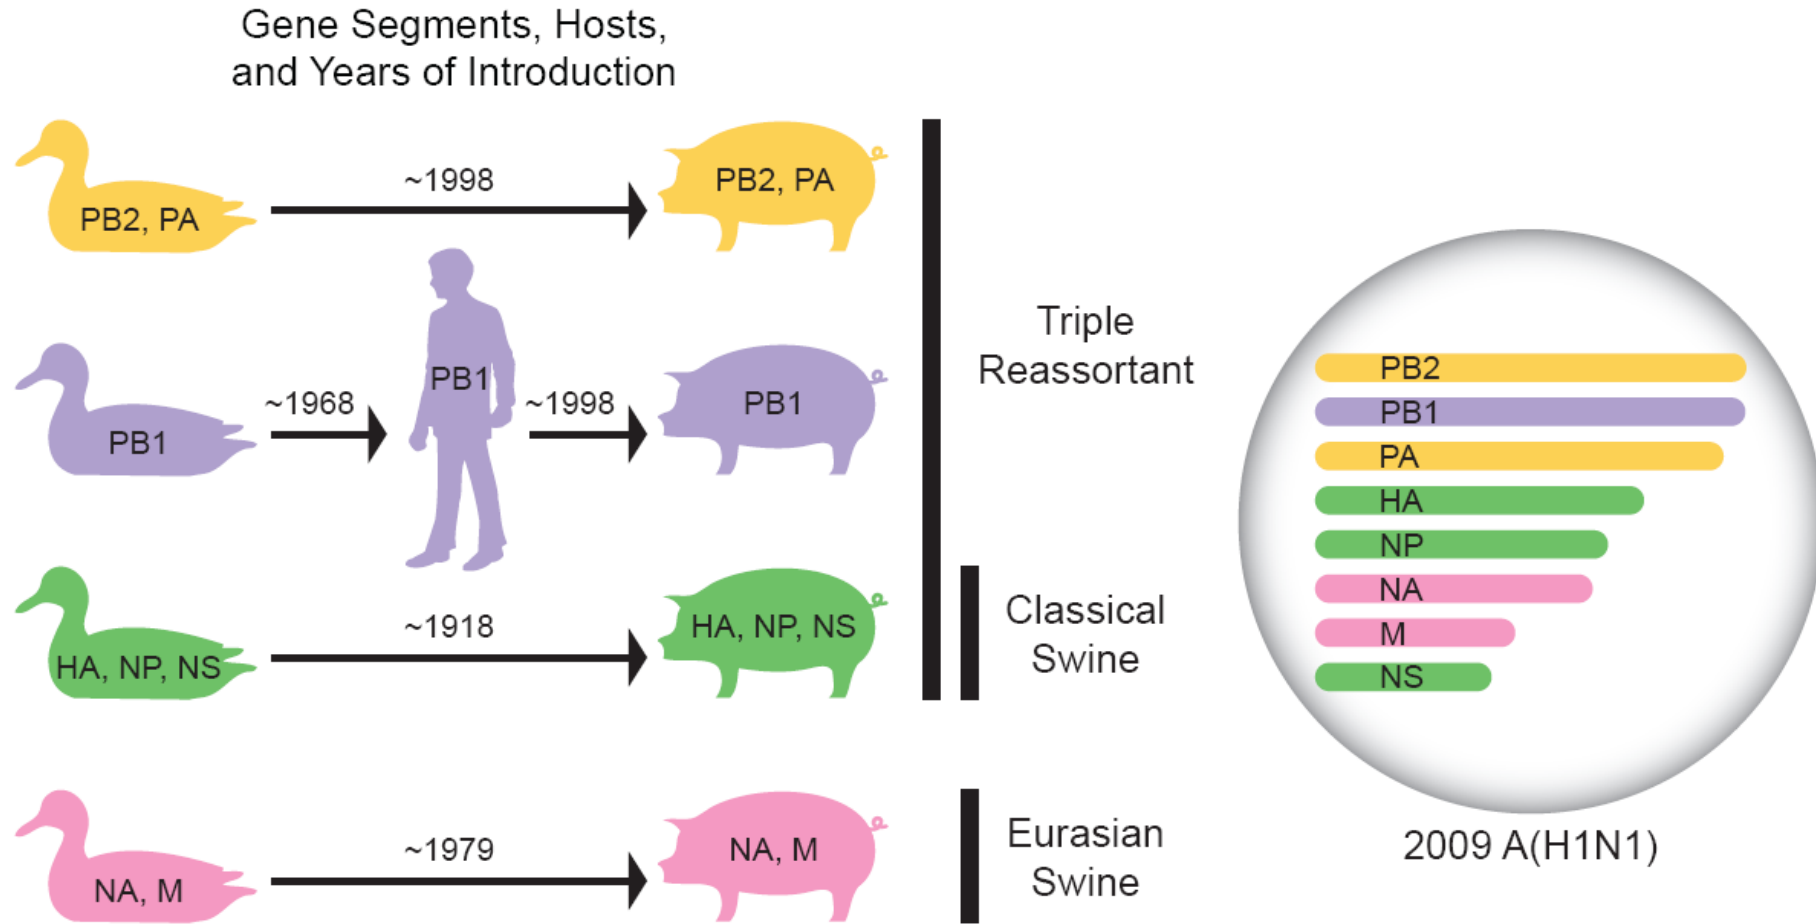 Gene Segments, Hosts,
and Years of Introduction
PB2, PA
~1998
PB2, PA
PB1
~1968
PB1
~1998
PB1
HA, NP, NS
~1918
HA, NP, NS
NA, M
~1979
NA, M
Triple
Reassortant
Classical
Swine
Eurasian
Swine
PB2
PB1
PA
HA
NP
NA
M
NS
2009 A(H1N1)